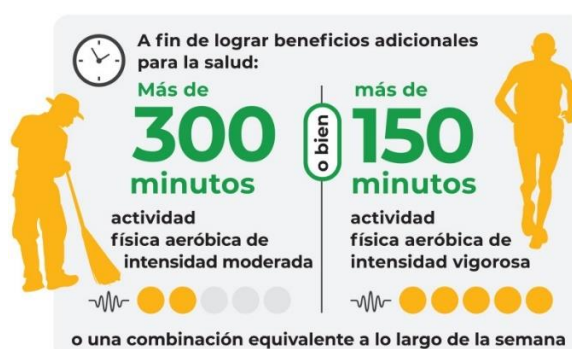 A fin de lograr beneficios adicionales
para la salud:
Más de
300
minutos
actividad
física aeróbica de
intensidad moderada
o bien
más de
150
minutos
actividad
física aeróbica de
intensidad vigorosa
o una combinación equivalente a lo largo de la semana